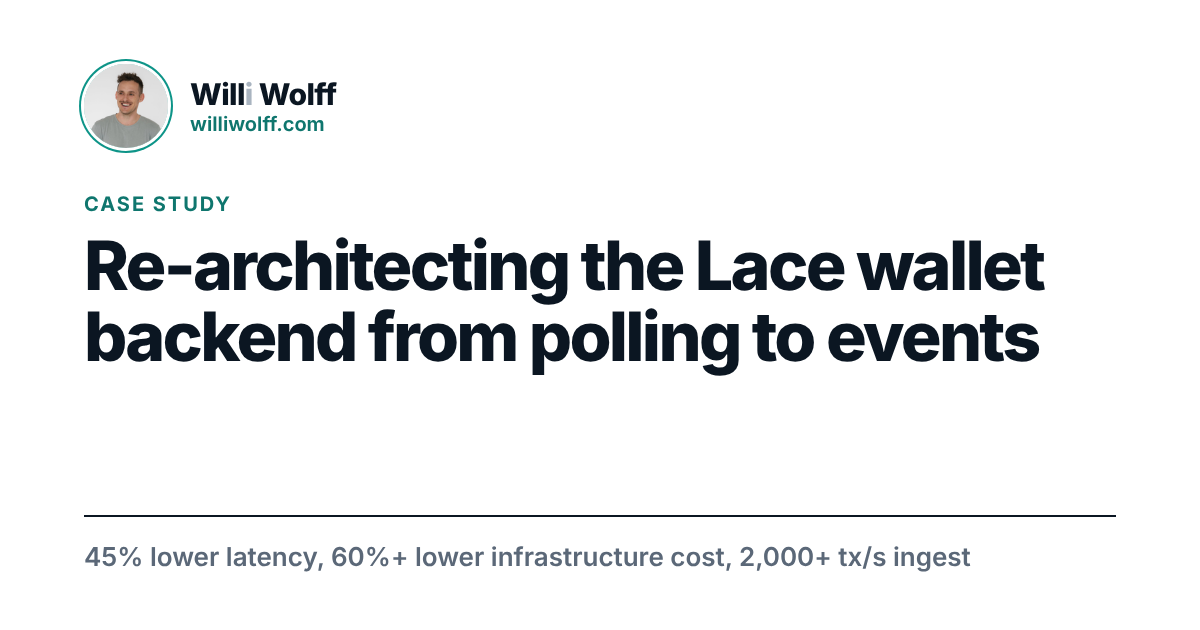 Willi Wolff
williwolff.com
CASE STUDY
Re-architecting the Lace wallet
backend from polling to events
45% lower latency, 60%+ lower infrastructure cost, 2,000+ tx/s ingest